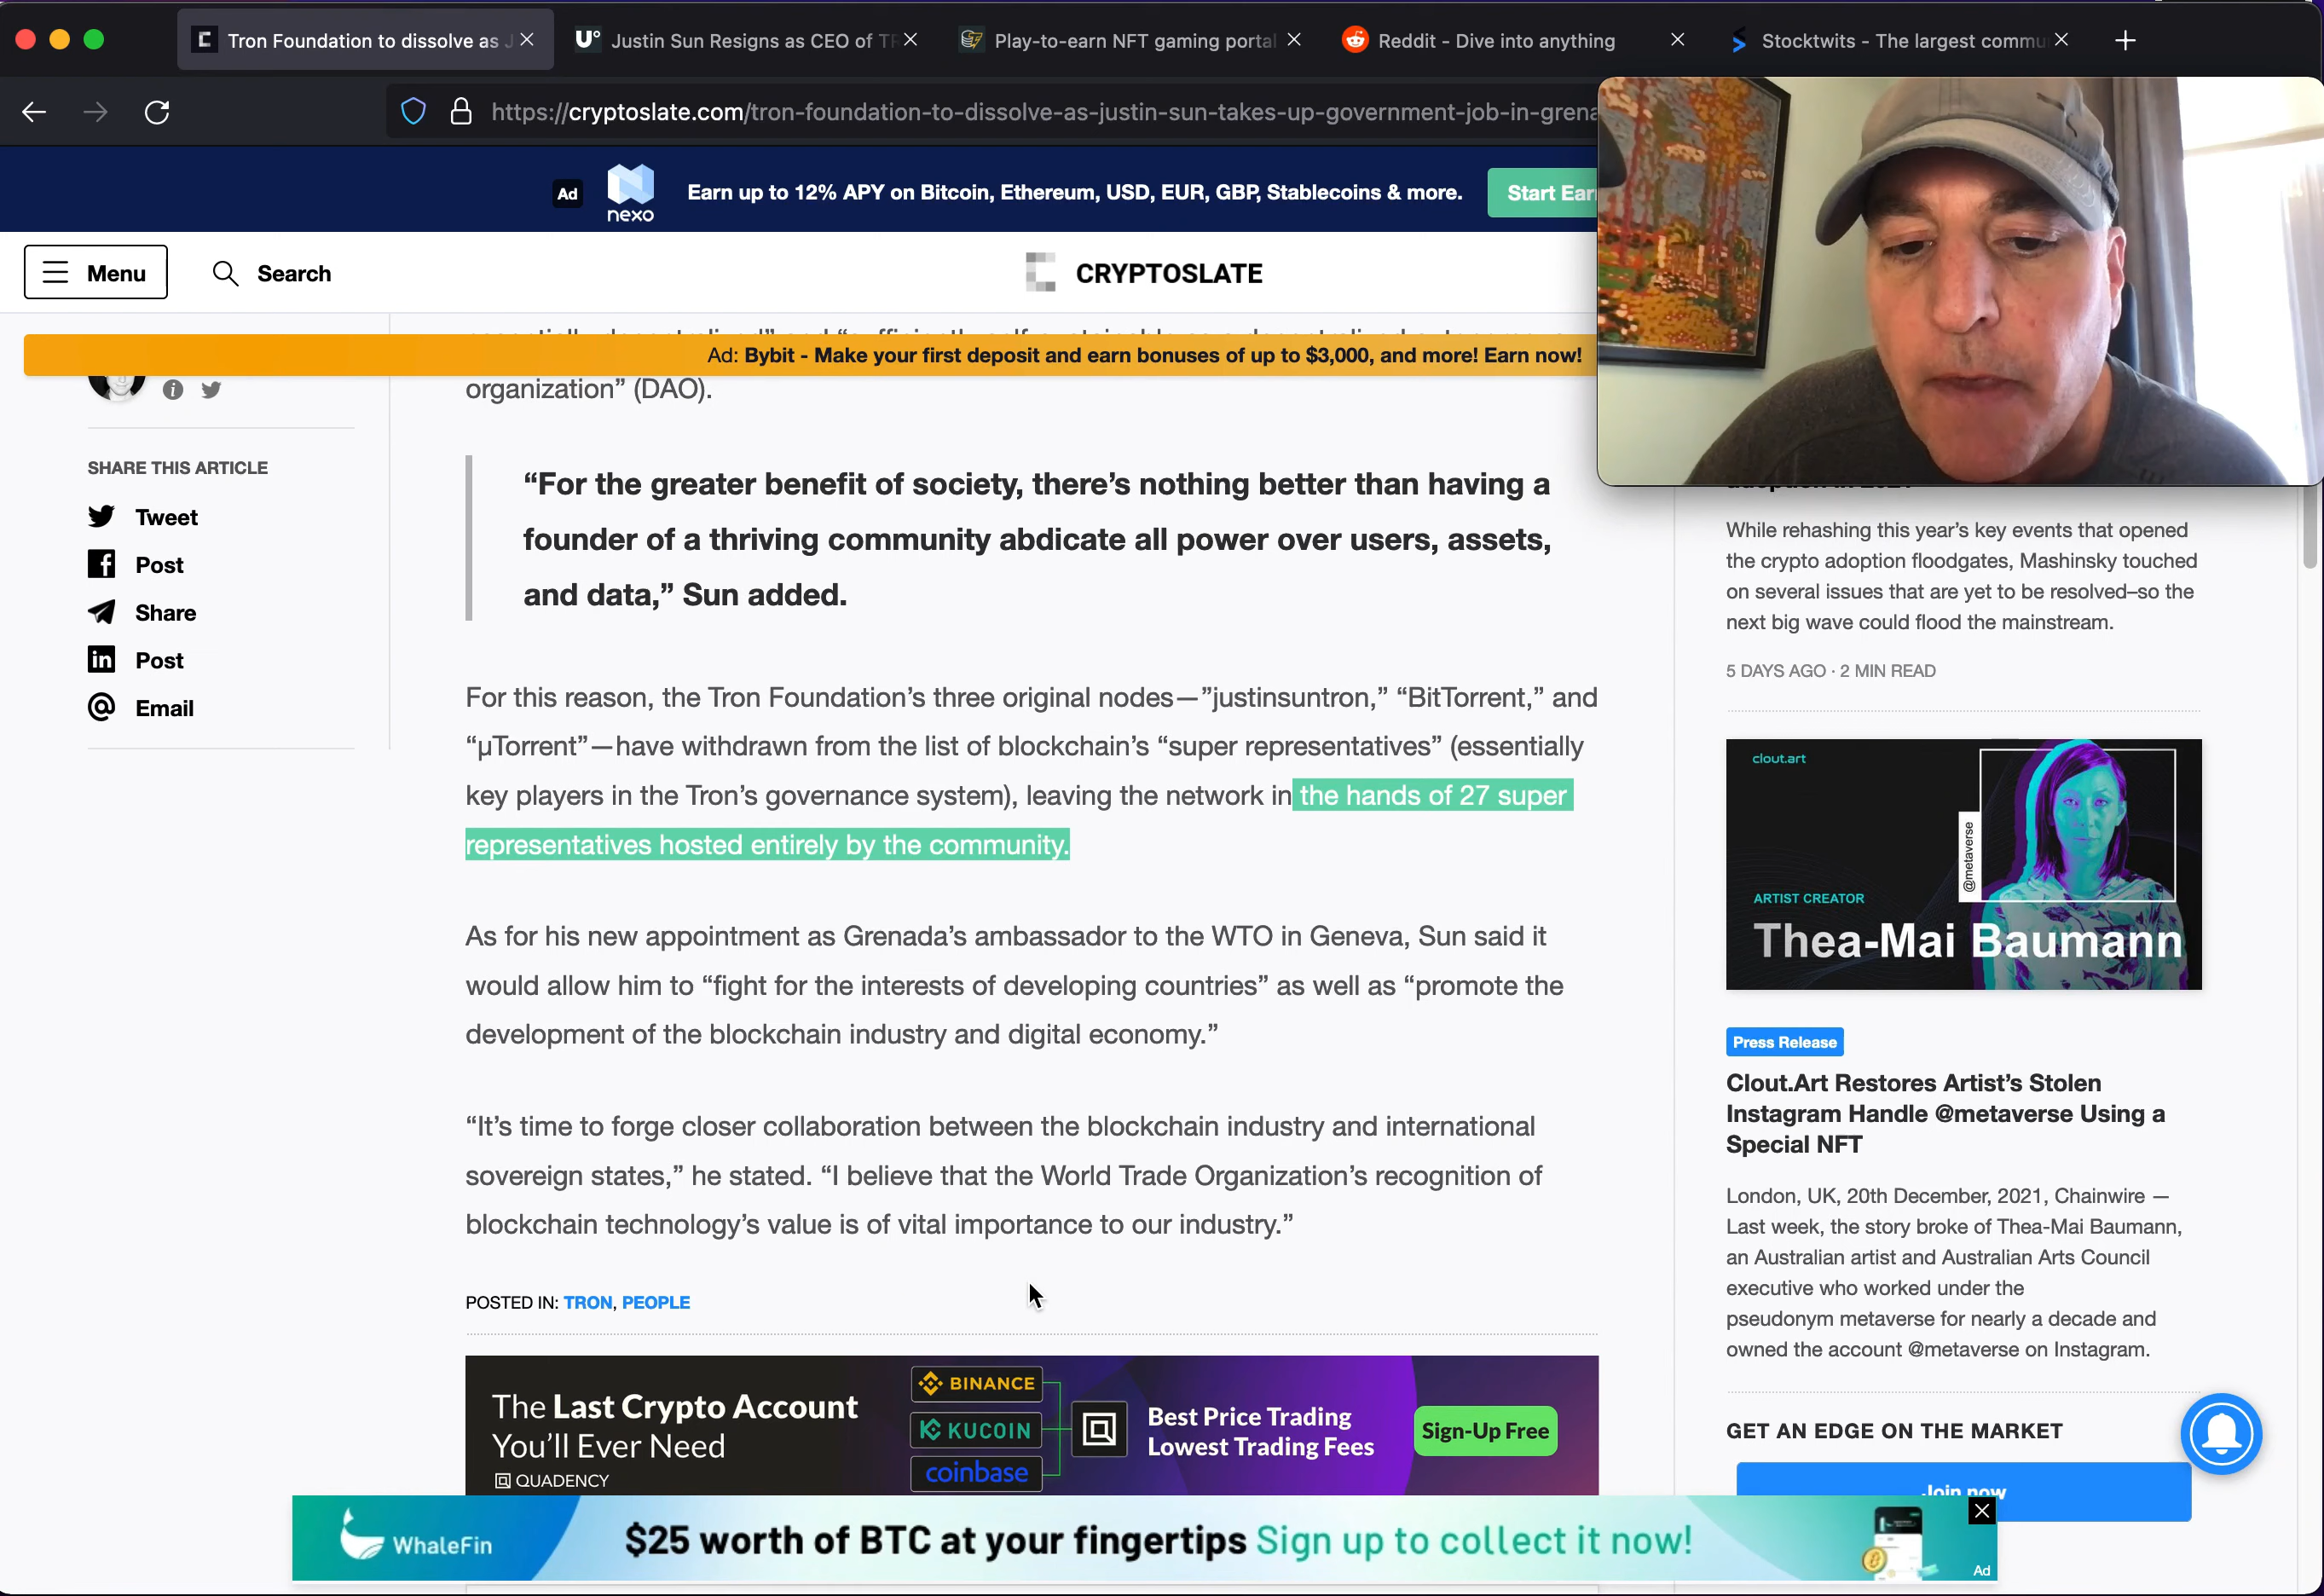 Tron Foundation to dissolve as J
Justin Sun Resigns as CEO of TR
Play-to-earn NFT gaming portal
Reddit - Dive into anything
Stocktwits - The largest commu
https://cryptoslate.com/tron-foundation-to-dissolve-as-justin-sun-takes-up-government-job-in-grena
Ad
nexo
Earn up to 12% APY on Bitcoin, Ethereum, USD, EUR, GBP, Stablecoins & more.
Start Ear
Menu
Search
CRYPTOSLATE
Ad: Bybit - Make your first deposit and earn bonuses of up to $3,000, and more! Earn now!
organization” (DAO).
SHARE THIS ARTICLE
Tweet
Post
Share
Post
Email
“For the greater benefit of society, there’s nothing better than having a
founder of a thriving community abdicate all power over users, assets,
and data,” Sun added.
For this reason, the Tron Foundation’s three original nodes—”justinsuntron,” “BitTorrent,” and
“μTorrent”—have withdrawn from the list of blockchain’s “super representatives” (essentially
key players in the Tron’s governance system), leaving the network in the hands of 27 super
representatives hosted entirely by the community.
As for his new appointment as Grenada’s ambassador to the WTO in Geneva, Sun said it
would allow him to “fight for the interests of developing countries” as well as “promote the
development of the blockchain industry and digital economy.”
“It’s time to forge closer collaboration between the blockchain industry and international
sovereign states,” he stated. “I believe that the World Trade Organization’s recognition of
blockchain technology’s value is of vital importance to our industry.”
POSTED IN: TRON, PEOPLE
The Last Crypto Account
You’ll Ever Need
QUADENCY
BINANCE
KUCOIN
coinbase
Best Price Trading
Lowest Trading Fees
Sign-Up Free
While rehashing this year’s key events that opened
the crypto adoption floodgates, Mashinsky touched
on several issues that are yet to be resolved–so the
next big wave could flood the mainstream.
5 DAYS AGO · 2 MIN READ
clout.art
@metaverse
ARTIST CREATOR
Thea-Mai Baumann
Press Release
Clout.Art Restores Artist’s Stolen
Instagram Handle @metaverse Using a
Special NFT
London, UK, 20th December, 2021, Chainwire —
Last week, the story broke of Thea-Mai Baumann,
an Australian artist and Australian Arts Council
executive who worked under the
pseudonym metaverse for nearly a decade and
owned the account @metaverse on Instagram.
GET AN EDGE ON THE MARKET
Join now
WhaleFin
$25 worth of BTC at your fingertips Sign up to collect it now!
Ad